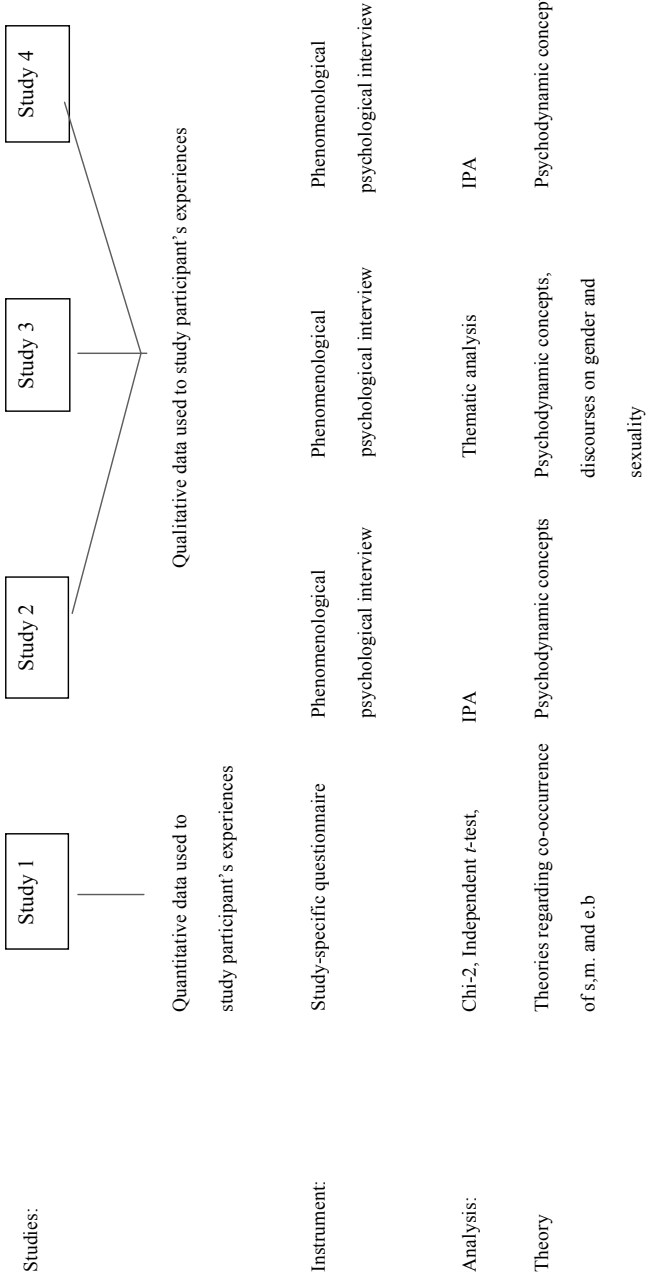 Studies:
Study 1
Study 2
Study 3
Study 4
Quantitative data used to
study participant’s experiences
Qualitative data used to study participant’s experiences
Instrument:
Study-specific questionnaire
Phenomenological
psychological interview
Phenomenological
psychological interview
Phenomenological
psychological interview
Analysis:
Chi-2, Independent t-test,
IPA
Thematic analysis
IPA
Theory
Theories regarding co-occurrence
of s,m. and e.b
Psychodynamic concepts
Psychodynamic concepts,
discourses on gender and
sexuality
Psychodynamic concep